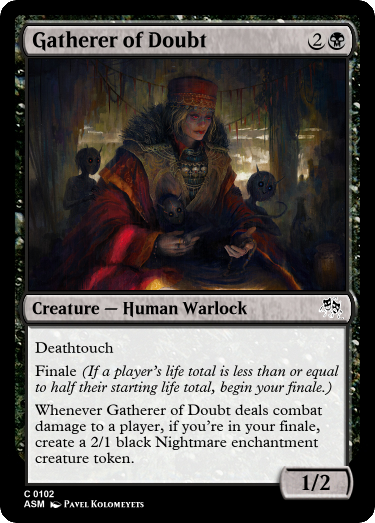 Gatherer of Doubt 2
Creature — Human Warlock
Deathtouch
Finale (If a player's life total is less than or equal
to half their starting life total, begin your finale.)
Whenever Gatherer of Doubt deals combat
damage to a player, if you're in your finale,
create a 2/1 black Nightmare enchantment
creature token.
1/2
C 0102
ASM Pavel Kolomeyets